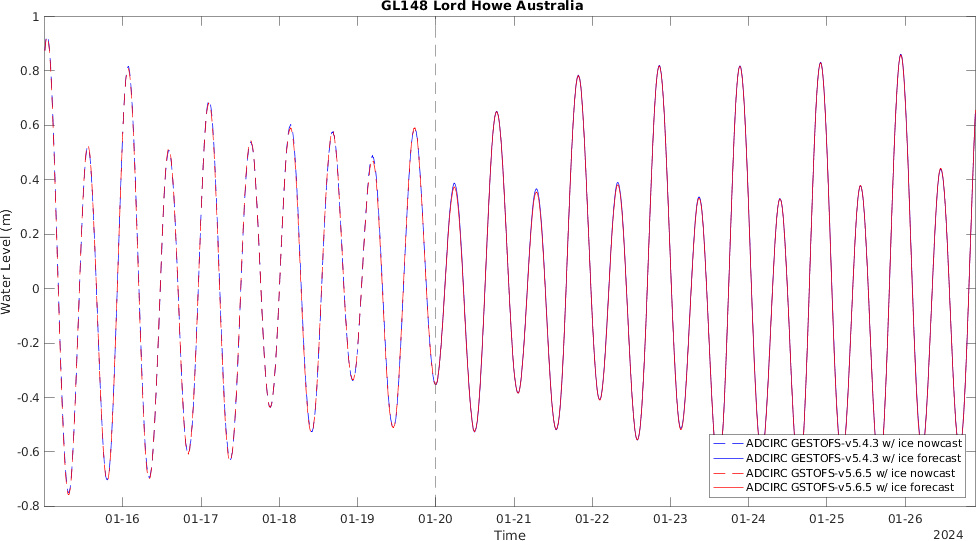 GL148 Lord Howe Australia
1
0.8
0.6
0.4
0.2
0
-0.2
-0.4
-0.6
-0.8
Water Level (m)
ADCIRC GESTOFS-v5.4.3 w/ ice nowcast
ADCIRC GESTOFS-v5.4.3 w/ ice forecast
ADCIRC GSTOFS-v5.6.5 w/ ice nowcast
ADCIRC GSTOFS-v5.6.5 w/ ice forecast
01-16 01-17 01-18 01-19 01-20 01-21 01-22 01-23 01-24 01-25 01-26
Time
2024